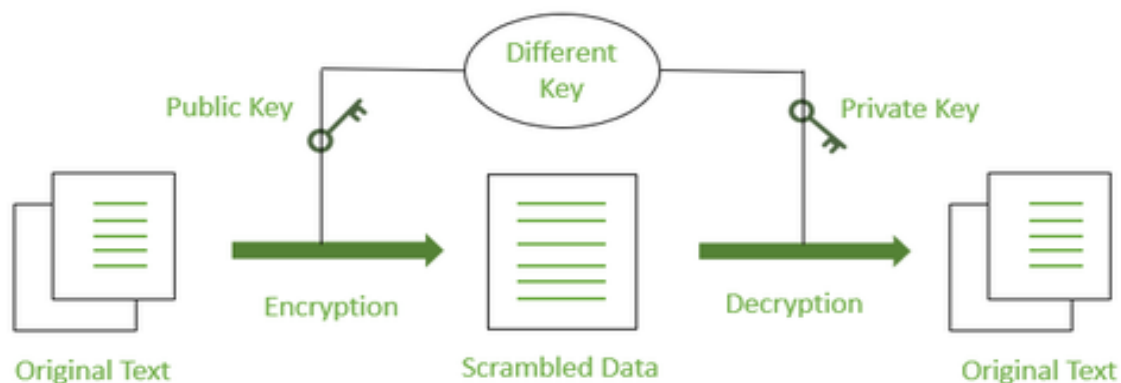 Different
Key
Public Key
Private Key
Encryption
Decryption
Original Text
Scrambled Data
Original Text